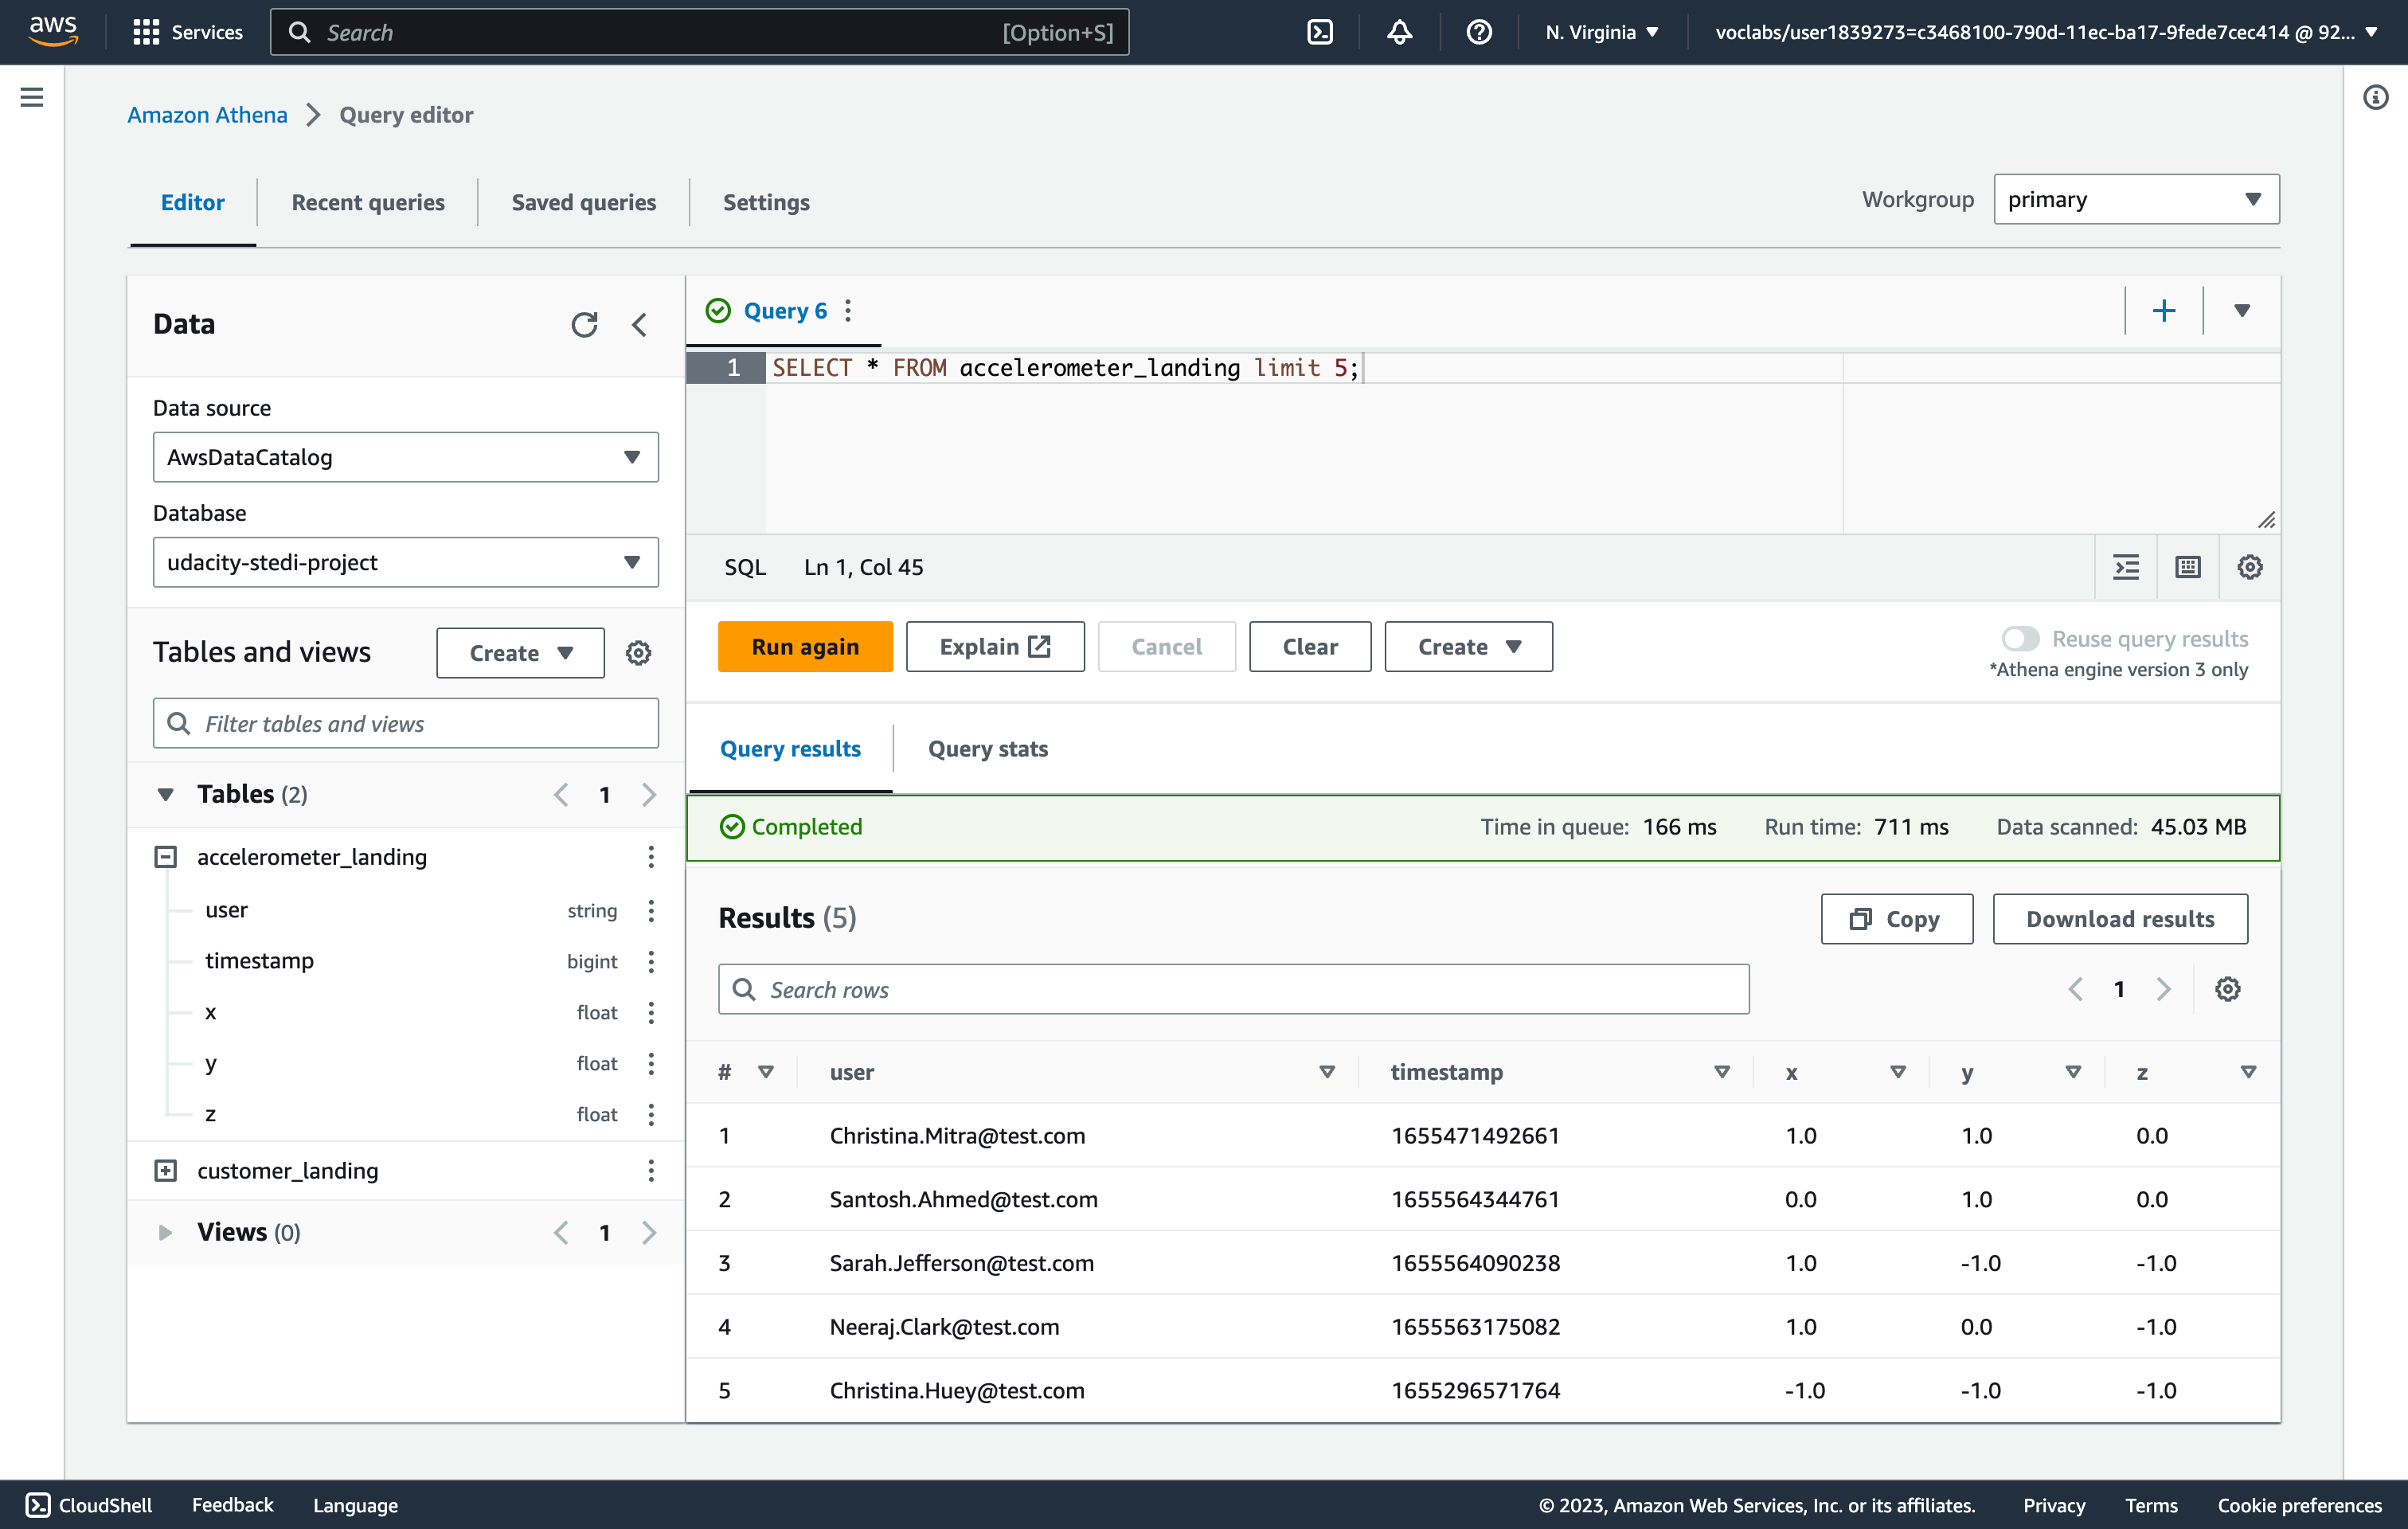 aws
Services
Search
[Option+S]
N. Virginia
voclabs/user1839273=c3468100-790d-11ec-ba17-9fede7cec414 @ 92...
Amazon Athena
Query editor
Editor
Recent queries
Saved queries
Settings
Workgroup
primary
Data
Data source
AwsDataCatalog
Database
udacity-stedi-project
Tables and views
Create
Filter tables and views
Tables (2)
1
accelerometer_landing
user string
timestamp bigint
x float
y float
z float
customer_landing
Views (0)
1
Query 6
1 SELECT * FROM accelerometer_landing limit 5;
SQL Ln 1, Col 45
Run again
Explain
Cancel
Clear
Create
Reuse query results
*Athena engine version 3 only
Query results
Query stats
Completed
Time in queue: 166 ms
Run time: 711 ms
Data scanned: 45.03 MB
Results (5)
Copy
Download results
Search rows
1
# user timestamp x y z
1 Christina.Mitra@test.com 1655471492661 1.0 1.0 0.0
2 Santosh.Ahmed@test.com 1655564344761 0.0 1.0 0.0
3 Sarah.Jefferson@test.com 1655564090238 1.0 -1.0 -1.0
4 Neeraj.Clark@test.com 1655563175082 1.0 0.0 -1.0
5 Christina.Huey@test.com 1655296571764 -1.0 -1.0 -1.0
CloudShell
Feedback
Language
© 2023, Amazon Web Services, Inc. or its affiliates.
Privacy
Terms
Cookie preferences